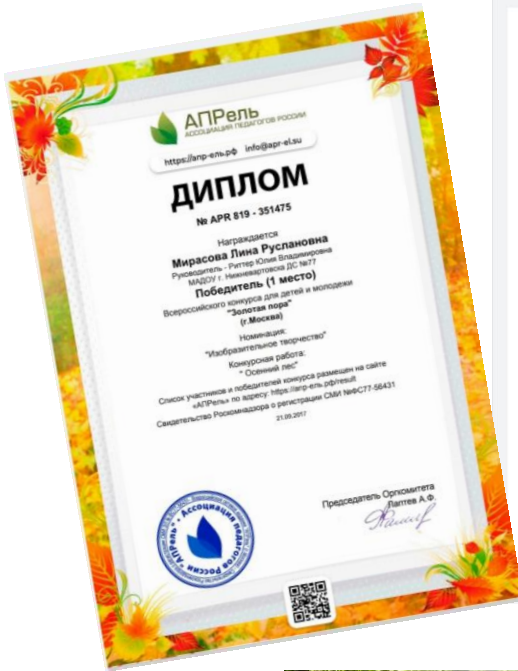 АПРель
АССОЦИАЦИЯ ПЕДАГОГОВ РОССИИ
https://апр-ель.рф info@apr-el.su
ДИПЛОМ
№ APR 819 - 351475
Награждается
Мирасова Лина Руслановна
Руководитель - Риттер Юлия Владимировна
МАДОУ г. Нижневартовска ДС №77
Победитель (1 место)
Всероссийского конкурса для детей и молодежи
"Золотая пора"
(г.Москва)
Номинация:
"Изобразительное творчество"
Конкурсная работа:
" Осенний лес"
Список участников и победителей конкурса размещен на сайте
«АПРель» по адресу: https://апр-ель.рф/result
Свидетельство Роскомнадзора о регистрации СМИ №ФС77-56431
21.09.2017
Председатель Оргкомитета
Лаптев А.Ф.
Ассоциация педагогов России "АПРель"